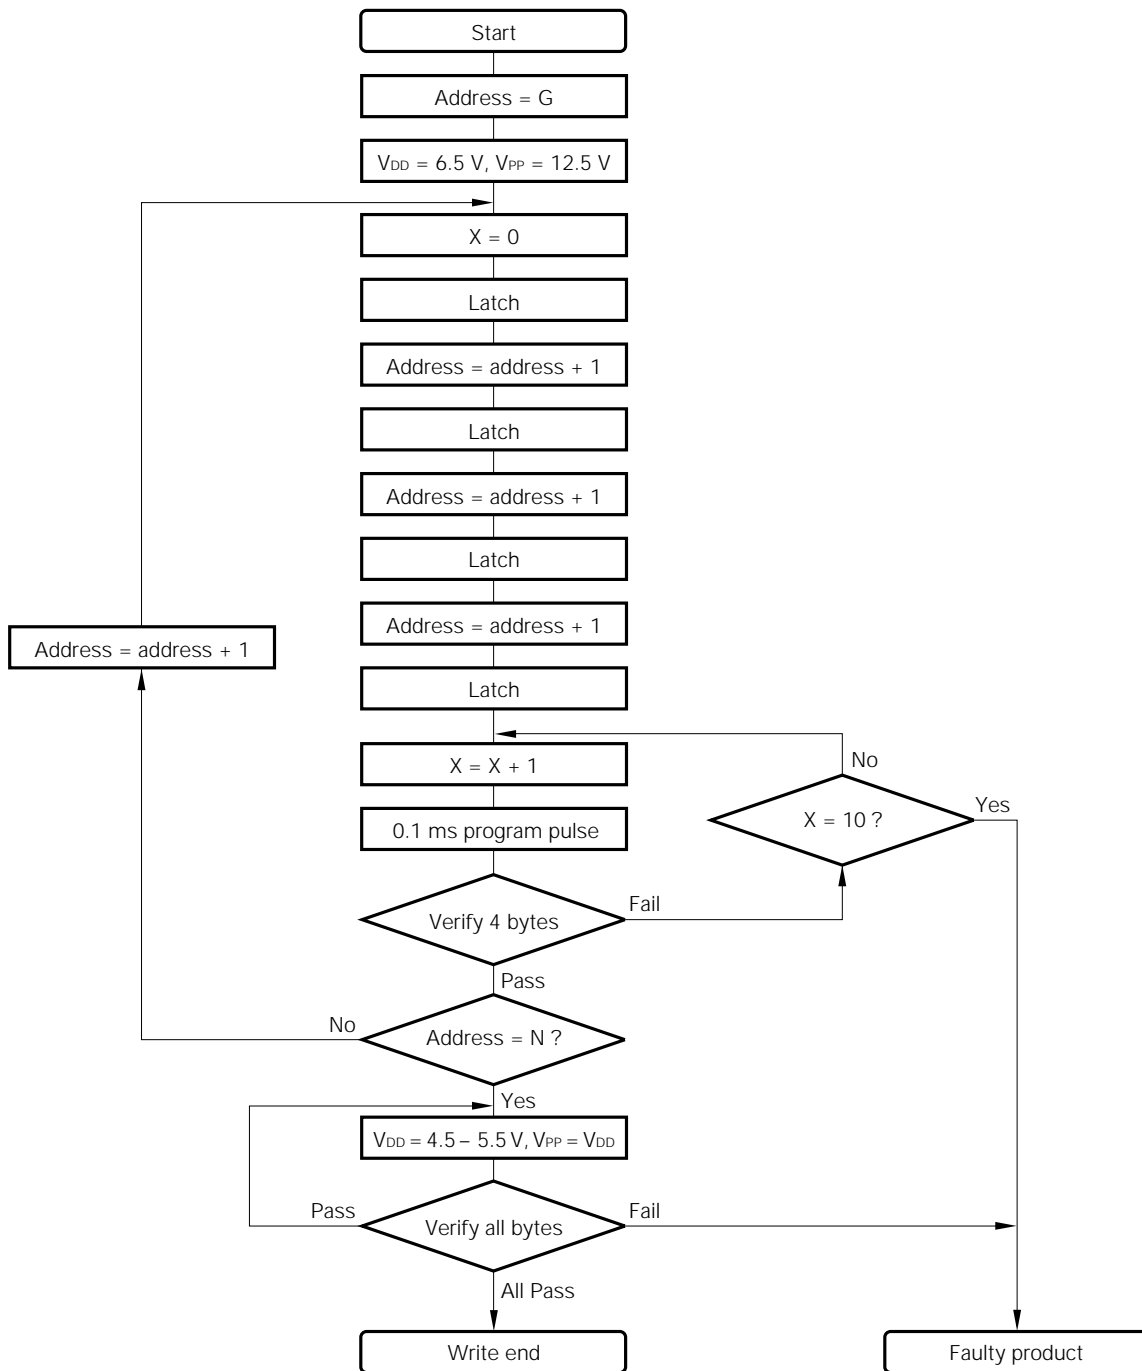 Start
Address = G
VDD = 6.5 V, VPP = 12.5 V
X = 0
Latch
Address = address + 1
Latch
Address = address + 1
Latch
Address = address + 1
Address = address + 1
Latch
X = X + 1
No
X = 10 ?
Yes
0.1 ms program pulse
Verify 4 bytes
Fail
Pass
No
Address = N ?
Yes
VDD = 4.5 – 5.5 V, VPP = VDD
Pass
Verify all bytes
Fail
All Pass
Write end
Faulty product